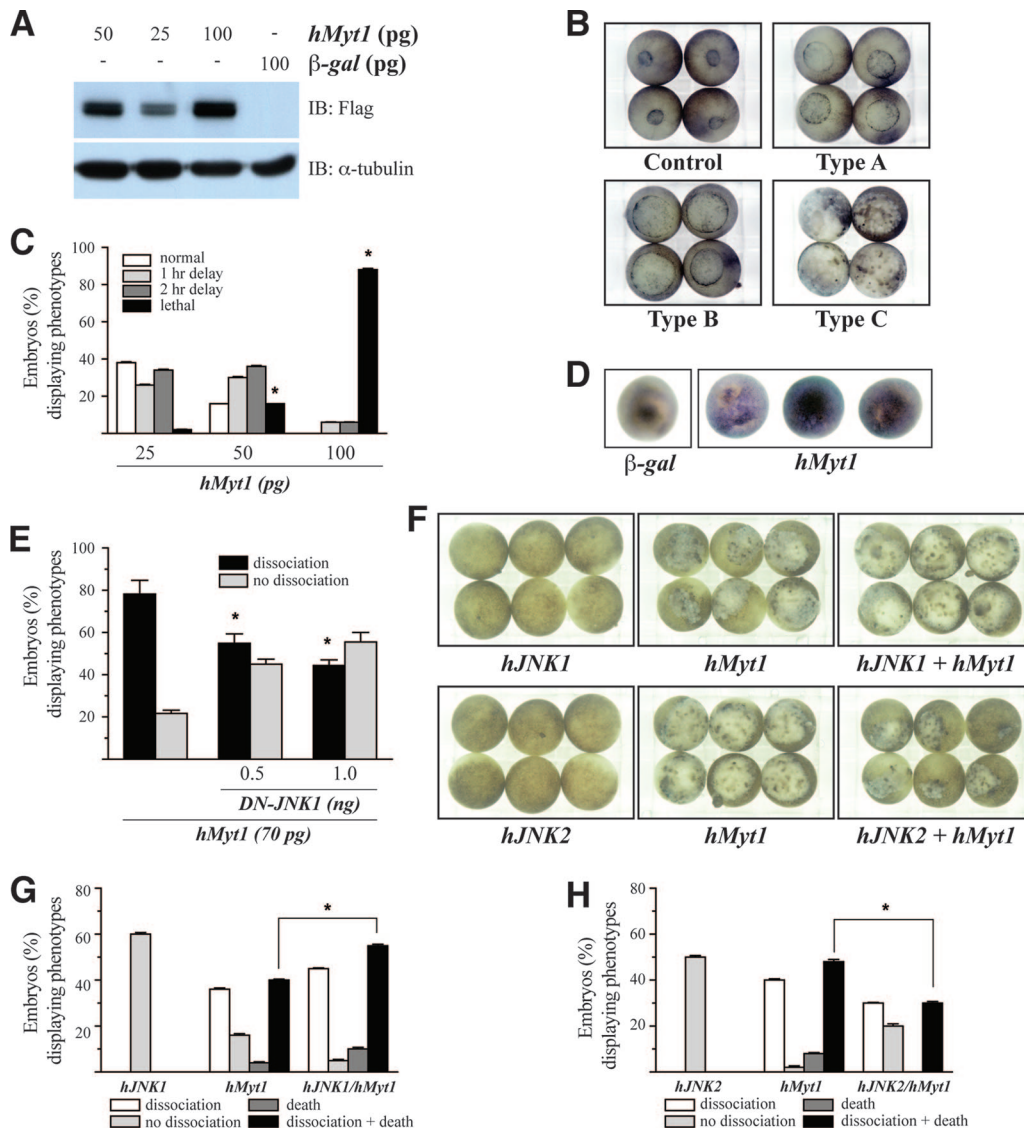 A
50 25 100 - hMyt1 (pg)
- - - 100 β-gal (pg)
IB: Flag
IB: α-tubulin
B
Control
Type A
Type B
Type C
C
Embryos (%)
displaying phenotypes
100
80
60
40
20
normal
1 hr delay
2 hr delay
lethal
*
*
25 50 100
hMyt1 (pg)
D
β-gal
hMyt1
E
Embryos (%)
displaying phenotypes
100
80
60
40
20
dissociation
no dissociation
*
*
0.5 1.0
DN-JNK1 (ng)
hMyt1 (70 pg)
F
hJNK1
hMyt1
hJNK1 + hMyt1
hJNK2
hMyt1
hJNK2 + hMyt1
G
Embryos (%)
displaying phenotypes
80
60
40
20
*
hJNK1 hMyt1 hJNK1/hMyt1
dissociation death
no dissociation dissociation + death
H
Embryos (%)
displaying phenotypes
80
60
40
20
*
hJNK2 hMyt1 hJNK2/hMyt1
dissociation death
no dissociation dissociation + death